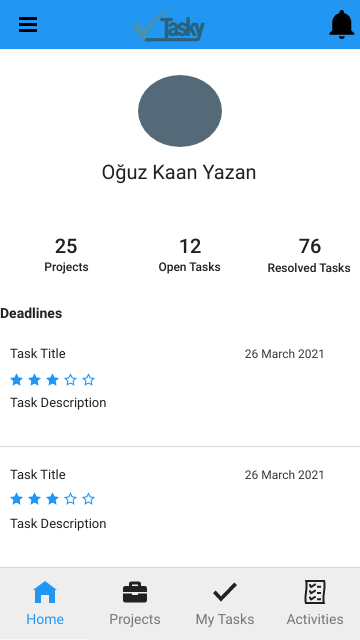 Tasky
Oğuz Kaan Yazan
25 12 76
Projects Open Tasks Resolved Tasks
Deadlines
Task Title 26 March 2021
Task Description
Task Title 26 March 2021
Task Description
Home Projects My Tasks Activities